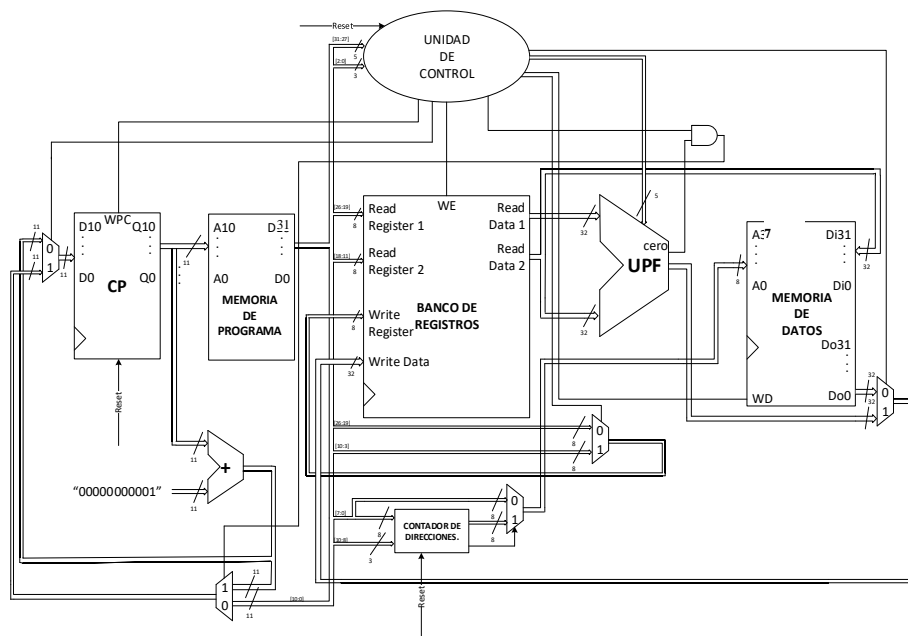 Reset
UNIDAD
DE
CONTROL
[31:27]
5
[2:0]
3
11
0
1
11
11
D10
WPC
Q10
D0
CP
Q0
Reset
11
A10
D31
A0
D0
MEMORIA
DE
PROGRAMA
[26:19]
8
[18:11]
8
8
32
WE
Read
Register 1
Read
Register 2
Write
Register
Write Data
Read
Data 1
Read
Data 2
BANCO DE
REGISTROS
32
32
5
cero
UPF
8
A37
A0
Di31
Di0
32
MEMORIA
DE
DATOS
Do31
Do0
WD
32
32
0
1
[26:19]
8
[10:3]
8
0
1
"00000000001"
11
11
+
[7:0]
8
[10:8]
3
CONTADOR DE
DIRECCIONES.
8
8
0
1
Reset
1
0
11
11
[10:0]